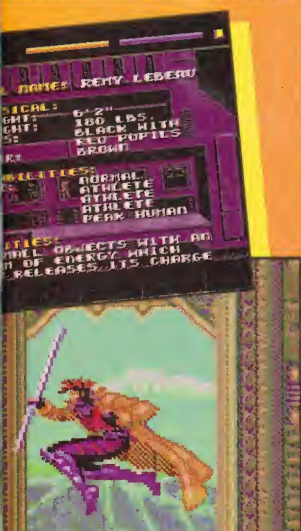 NAME: REMY LEBEAU
SICAL:
GHT: 6'2"
GHT: 180 LBS.
S: BLACK WITH
RED PUPILS
R: BROWN
ABILITIES:
NORMAL
ATHLETE
ATHLETE
ATHLETE
PEAK HUMAN
ITIES:
MALL OBJECTS WITH AN
M OF ENERGY WHICH
RELEASES ITS CHARGE